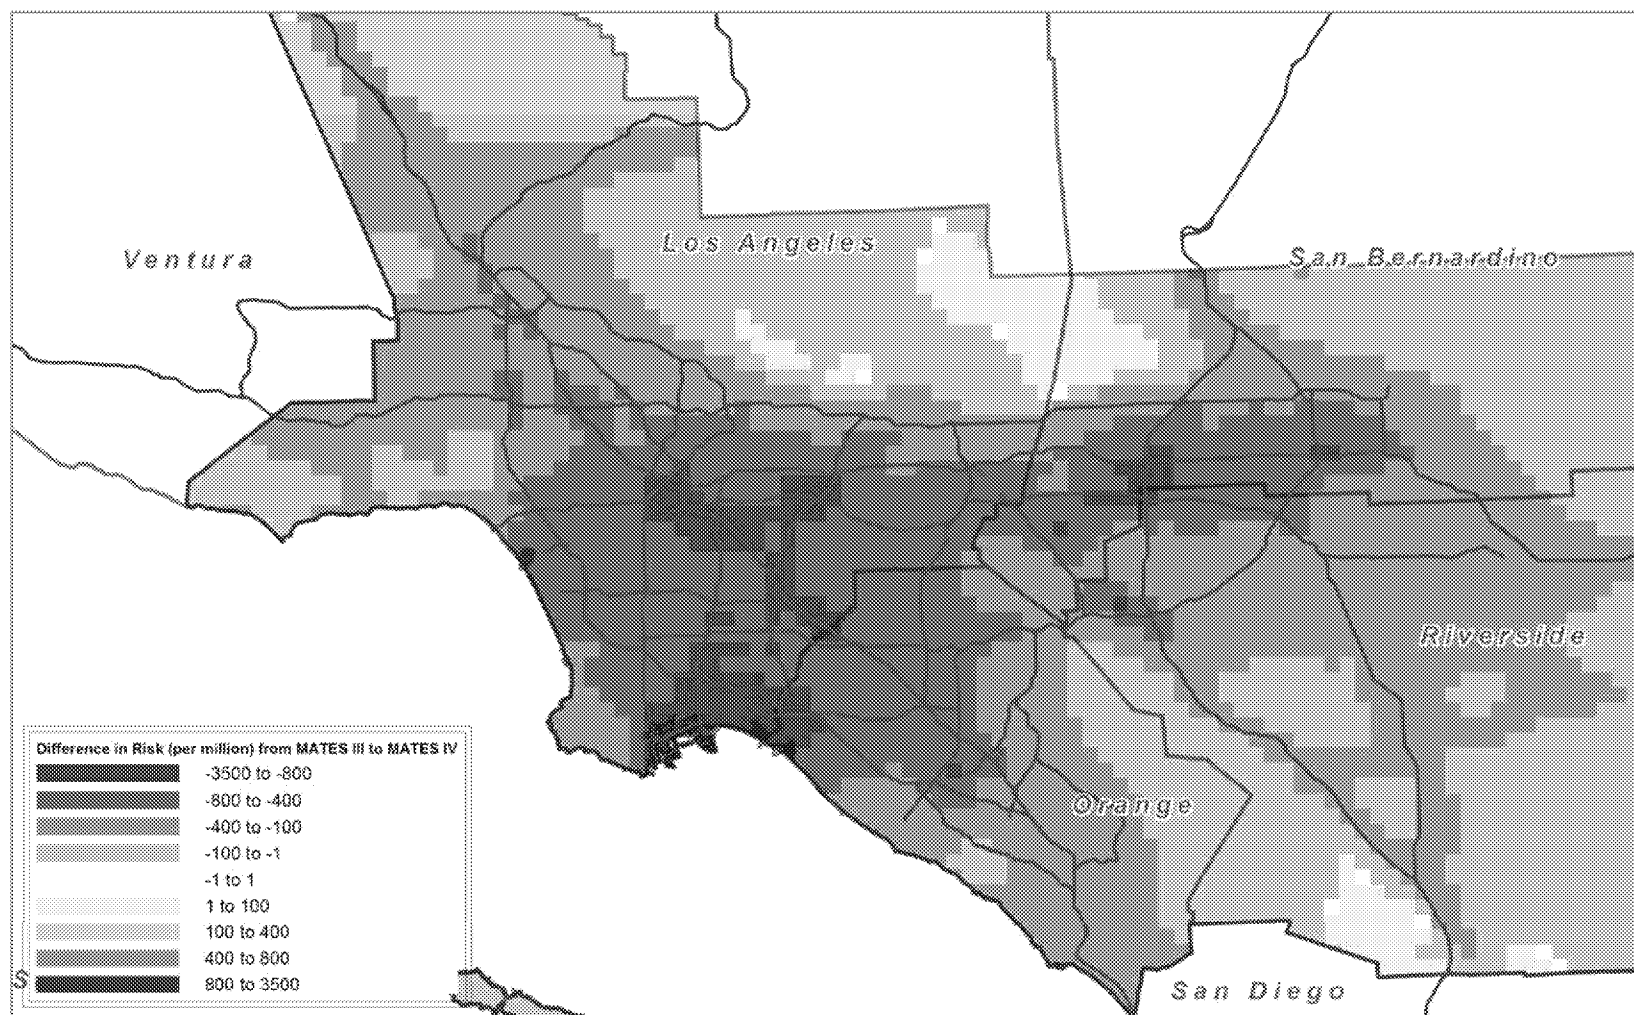 Ventura
Los Angeles
San Bernardino
Riverside
Difference in Risk (per million) from MATES III to MATES IV
-3500 to -800
-800 to -400
-400 to -100
-100 to -1
-1 to 1
1 to 100
100 to 400
400 to 800
800 to 3500
Orange
S
San Diego